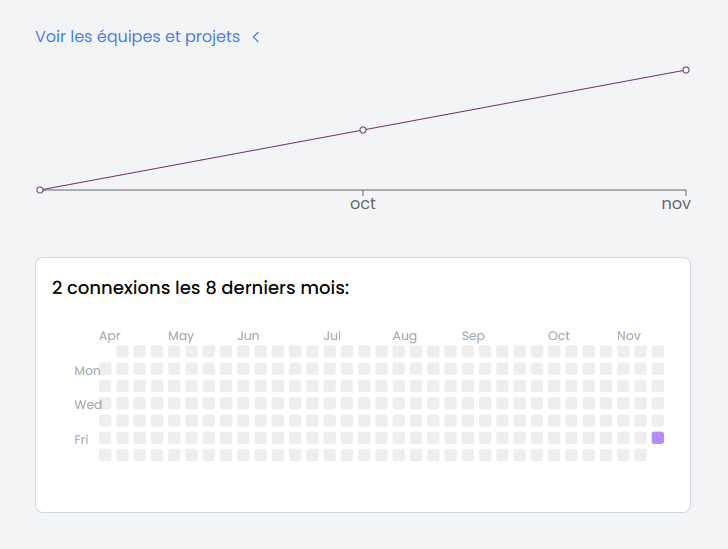 Voir les équipes et projets
oct nov
2 connexions les 8 derniers mois:
Apr May Jun Jul Aug Sep Oct Nov
Mon
Wed
Fri